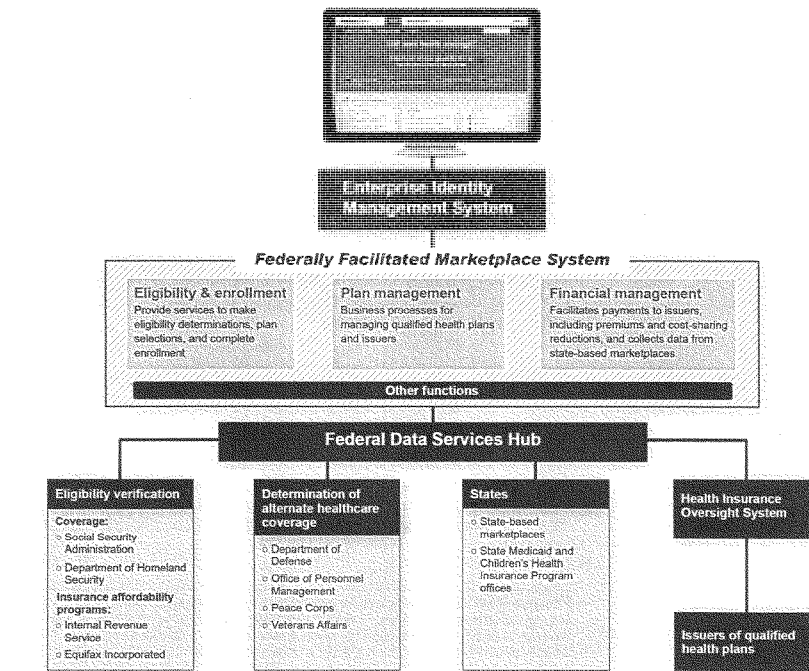 Enterprise Identity
Management System
Federally Facilitated Marketplace System
Eligibility & enrollment
Provide services to make
eligibility determinations, plan
selections, and complete
enrollment
Plan management
Business processes for
managing qualified health plans
and issuers
Financial management
Facilitates payments to issuers,
including premiums and cost-sharing
reductions, and collects data from
state-based marketplaces
Other functions
Federal Data Services Hub
Eligibility verification
Coverage:
○ Social Security
Administration
○ Department of Homeland
Security
Insurance affordability
programs:
○ Internal Revenue
Service
○ Equifax Incorporated
Determination of
alternate healthcare
coverage
○ Department of
Defense
○ Office of Personnel
Management
○ Peace Corps
○ Veterans Affairs
States
○ State-based
marketplaces
○ State Medicaid and
Children's Health
Insurance Program
offices
Health Insurance
Oversight System
Issuers of qualified
health plans